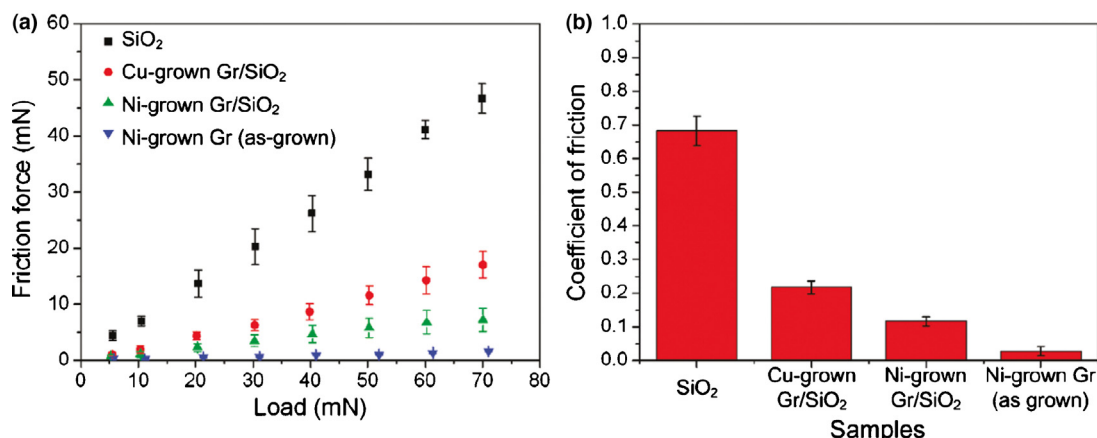 (a)
60
50
40
30
20
10
0
Friction force (mN)
SiO₂
Cu-grown Gr/SiO₂
Ni-grown Gr/SiO₂
Ni-grown Gr (as-grown)
0 10 20 30 40 50 60 70 80
Load (mN)
(b)
1.0
0.9
0.8
0.7
0.6
0.5
0.4
0.3
0.2
0.1
0.0
Coefficient of friction
SiO₂
Cu-grown
Gr/SiO₂
Ni-grown
Gr/SiO₂
Ni-grown Gr
(as grown)
Samples